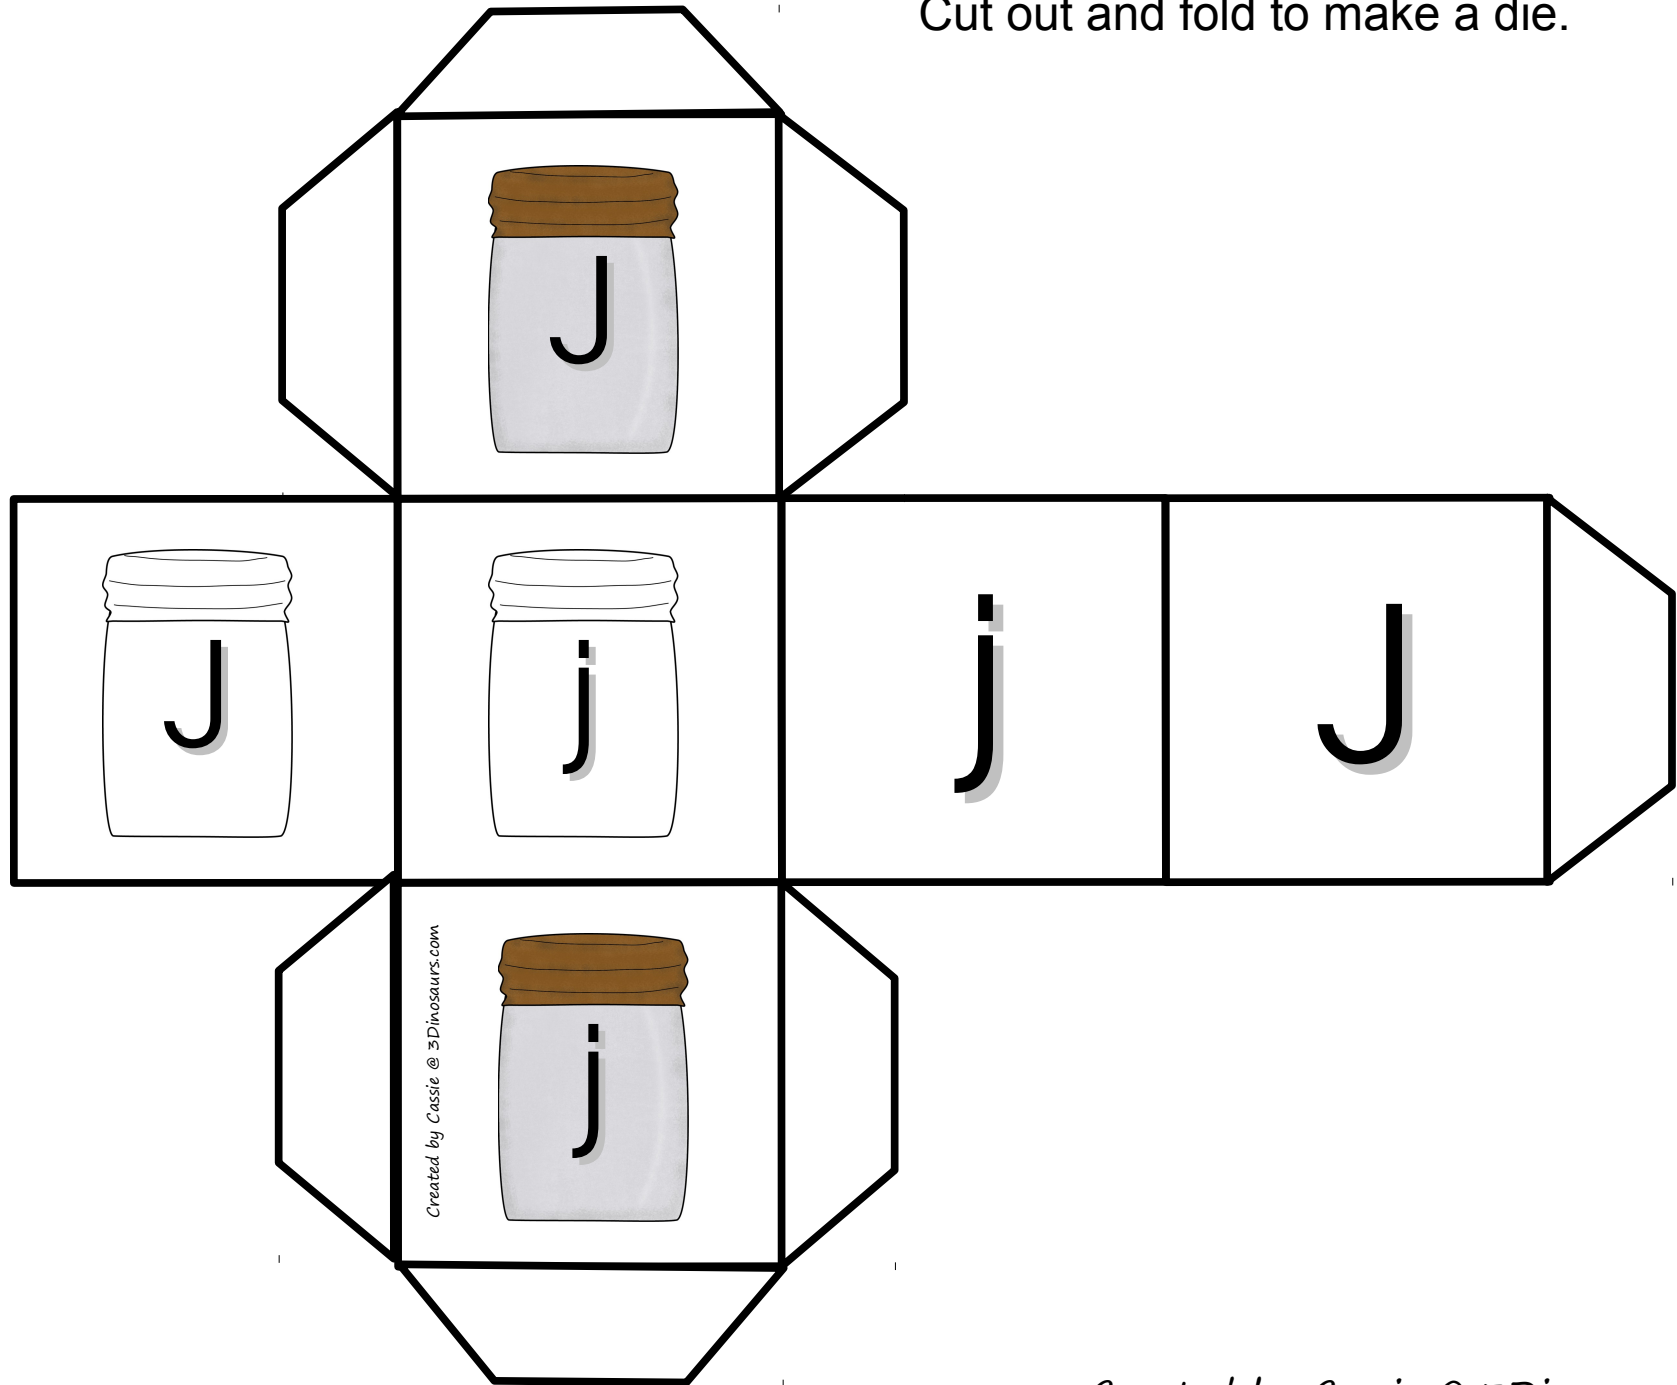 Cut out and fold to make a die.
J
J
j
j
J
Created by Cassie @ 3Dinosaurs.com
j